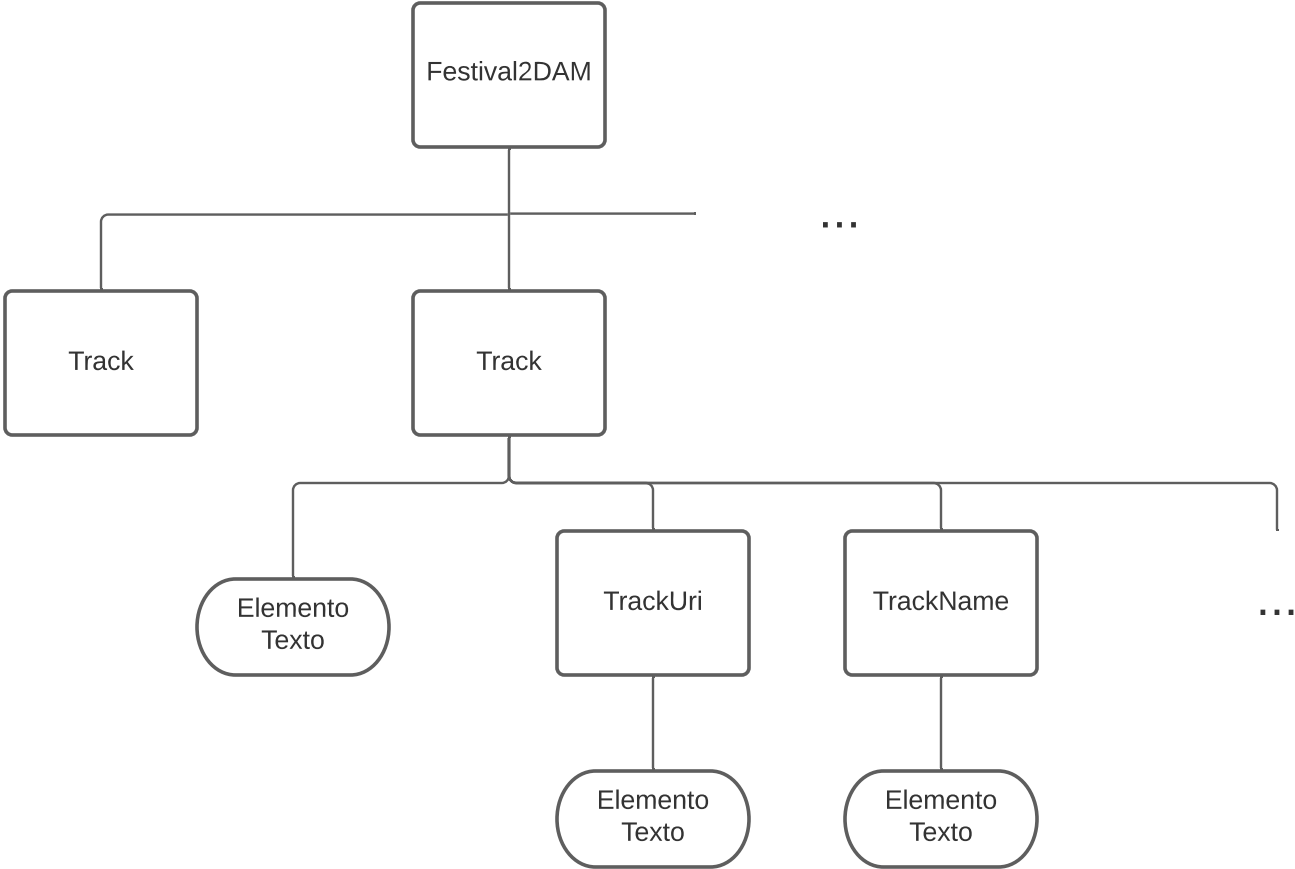 Festival2DAM
...
Track
Track
Elemento
Texto
TrackUri
TrackName
...
Elemento
Texto
Elemento
Texto